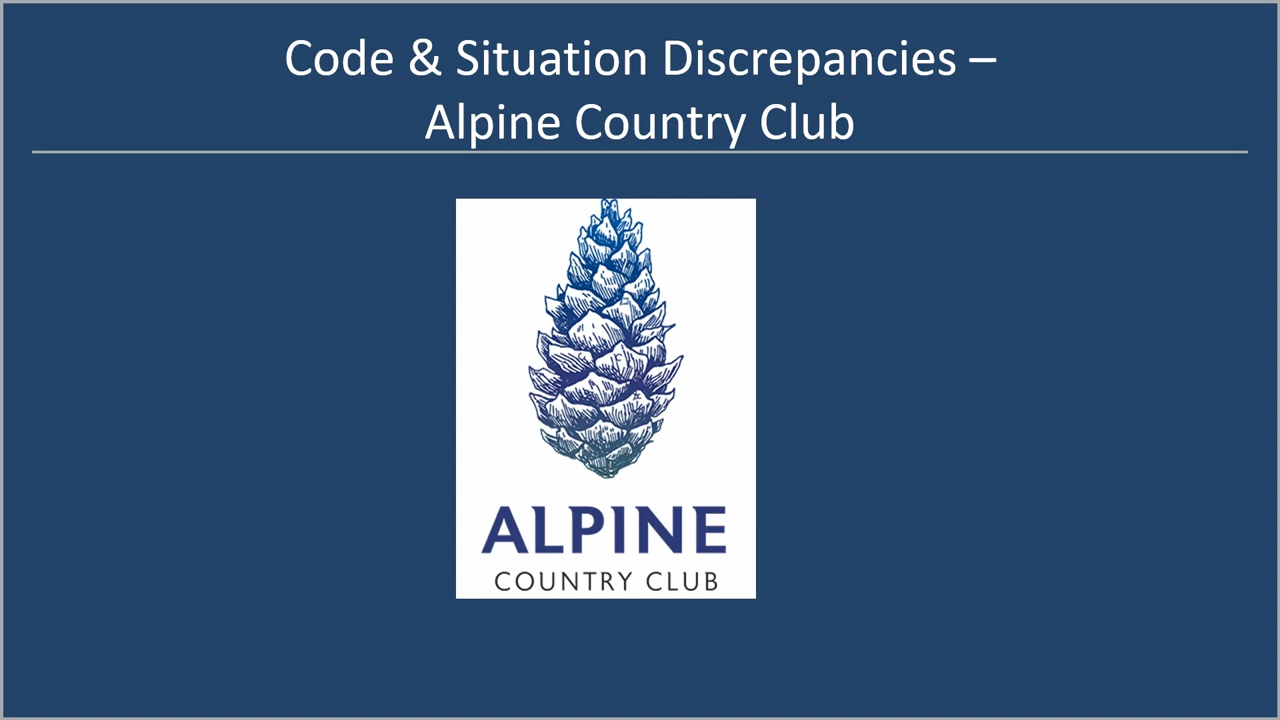 Code & Situation Discrepancies –
Alpine Country Club
ALPINE
COUNTRY CLUB